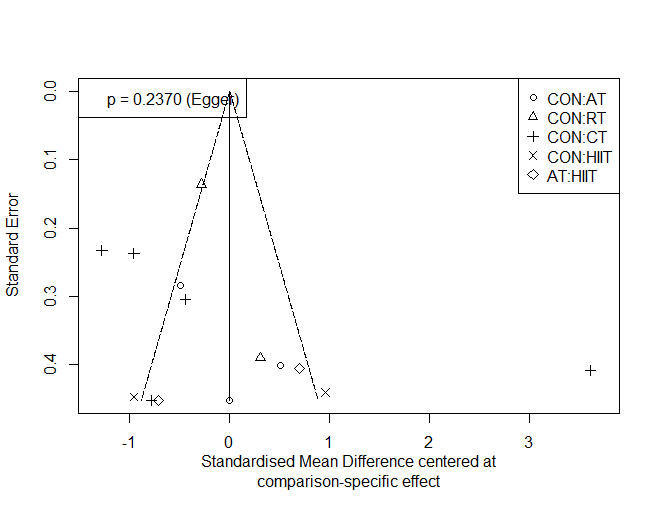 p = 0.2370 (Egger)
CON:AT
CON:RT
CON:CT
CON:HIIT
AT:HIIT
Standard Error
0.0
0.1
0.2
0.3
0.4
-1 0 1 2 3
Standardised Mean Difference centered at
comparison-specific effect